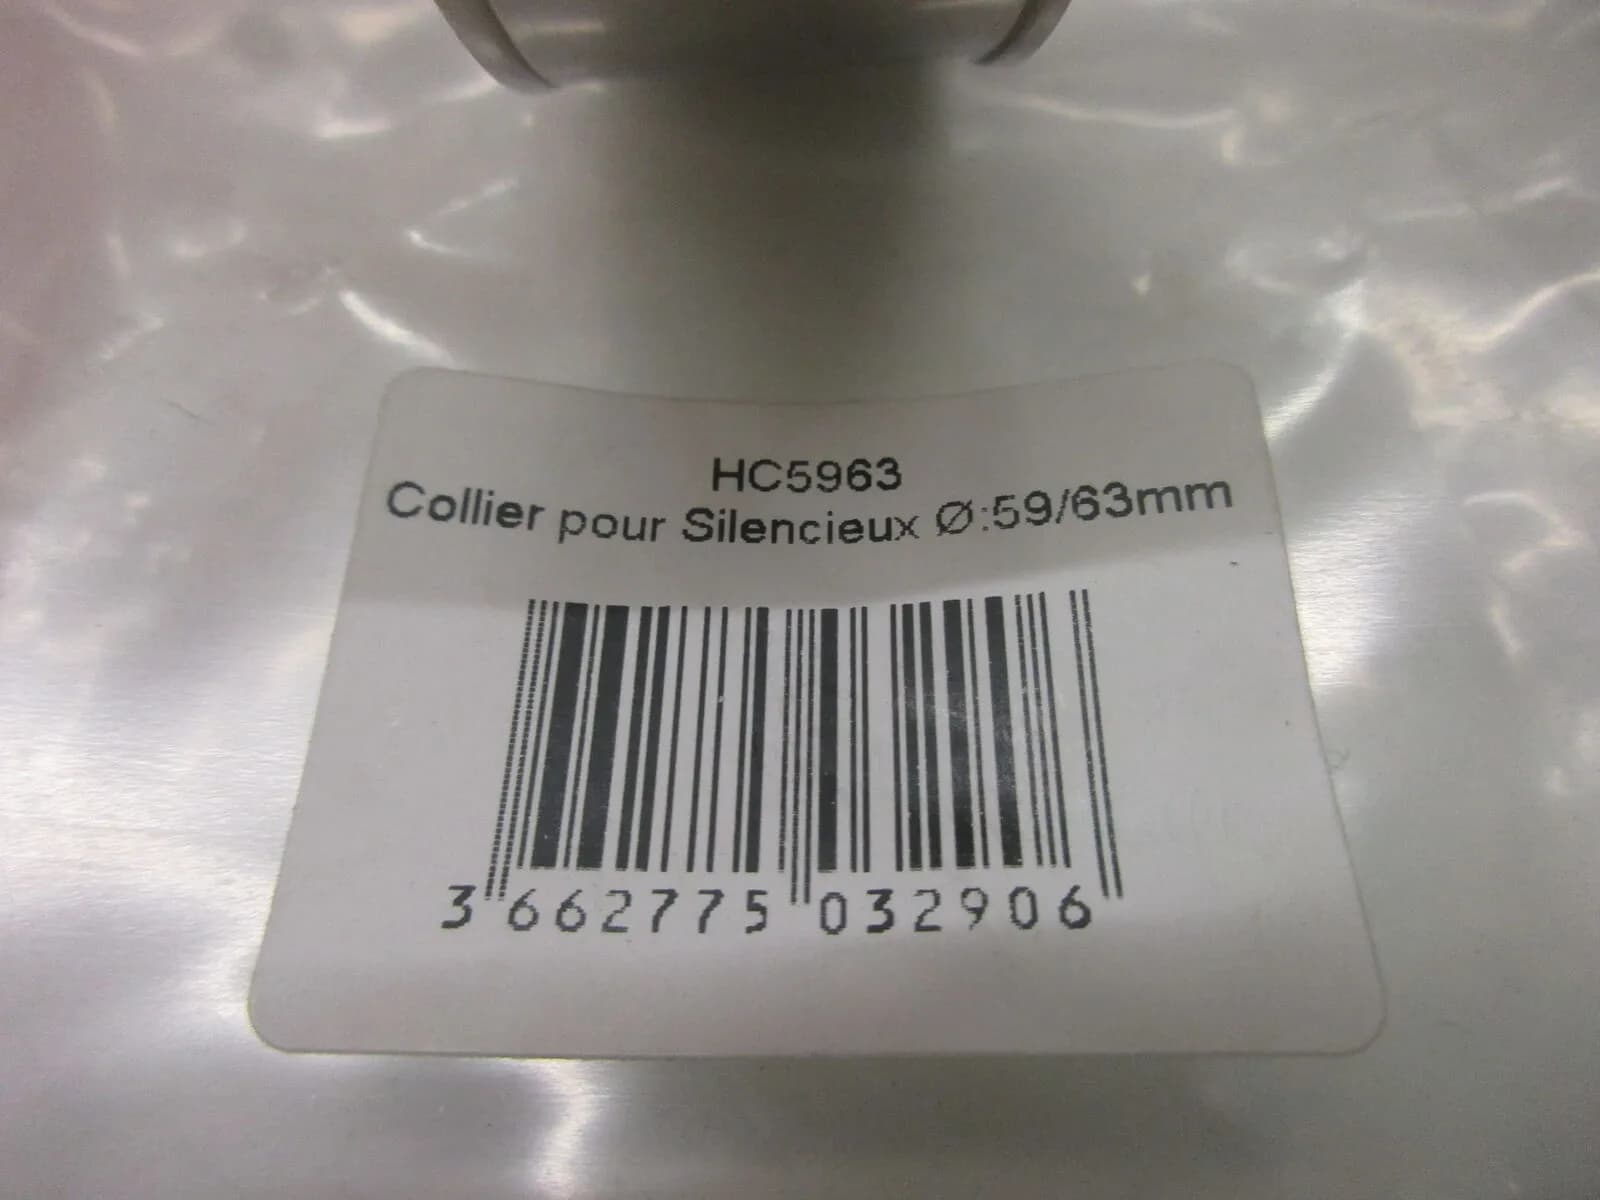 HC5963
Collier pour Silencieux Ø:59/63mm
3 662775 032906